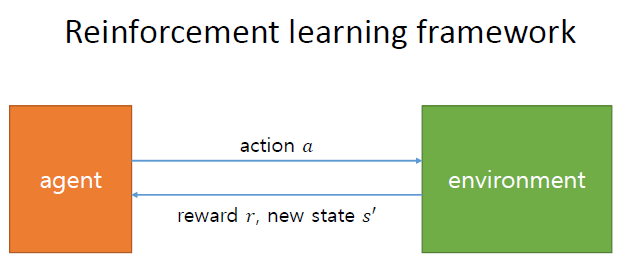 Reinforcement learning framework
action a
agent
environment
reward r, new state s′